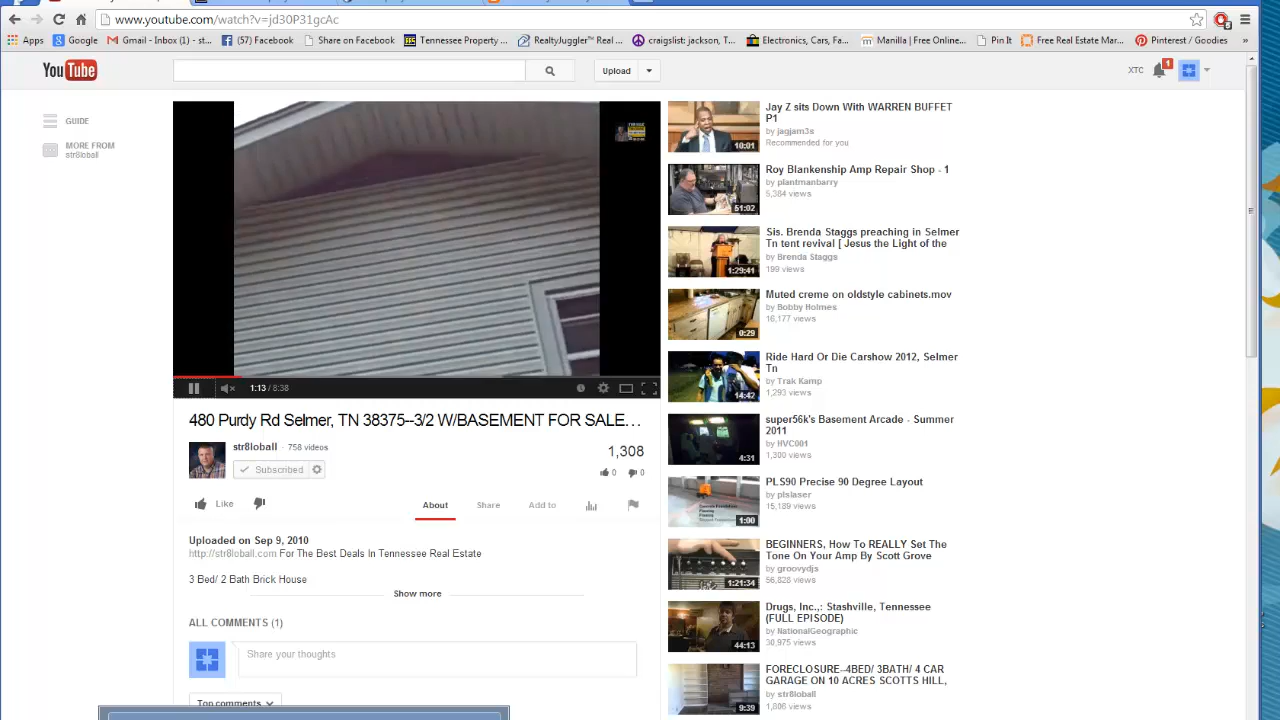 www.youtube.com/watch?v=jd30P31gcAc
Apps
Google
Gmail - Inbox (1) - st...
(57) Facebook
Share on Facebook
Tennessee Property ...
craigslist: jackson, T...
Electronics, Cars, Fa...
Manilla | Free Online...
Pin It
Free Real Estate Mar...
Pinterest / Goodies
»
YouTube
Upload
XTC
1
GUIDE
MORE FROM
str8loball
1:13 / 8:38
480 Purdy Rd Selmer, TN 38375--3/2 W/BASEMENT FOR SALE...
str8loball · 758 videos
Subscribed
1,308
0
0
Like
About
Share
Add to
Uploaded on Sep 9, 2010
http://str8loball.com For The Best Deals In Tennessee Real Estate
3 Bed/ 2 Bath Brick House
Show more
ALL COMMENTS (1)
Share your thoughts
Top comments
10:01
Jay Z sits Down With WARREN BUFFET
P1
by jagjam3s
Recommended for you
51:02
Roy Blankenship Amp Repair Shop - 1
by plantmanbarry
5,384 views
1:29:41
Sis. Brenda Staggs preaching in Selmer
Tn tent revival [ Jesus the Light of the
by Brenda Staggs
199 views
0:29
Muted creme on oldstyle cabinets.mov
by Bobby Holmes
16,177 views
14:42
Ride Hard Or Die Carshow 2012, Selmer
Tn
by Trak Kamp
1,293 views
4:31
super56k's Basement Arcade - Summer
2011
by HVC001
1,300 views
1:00
PLS90 Precise 90 Degree Layout
by plslaser
15,189 views
1:21:34
BEGINNERS, How To REALLY Set The
Tone On Your Amp By Scott Grove
by groovydjs
56,828 views
44:13
Drugs, Inc.,: Stashville, Tennessee
(FULL EPISODE)
by NationalGeographic
30,975 views
9:39
FORECLOSURE--4BED/ 3BATH/ 4 CAR
GARAGE ON 10 ACRES SCOTTS HILL,
by str8loball
1,806 views